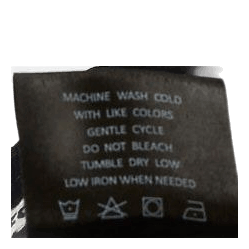 MACHINE WASH COLD
WITH LIKE COLORS
GENTLE CYCLE
DO NOT BLEACH
TUMBLE DRY LOW
LOW IRON WHEN NEEDED